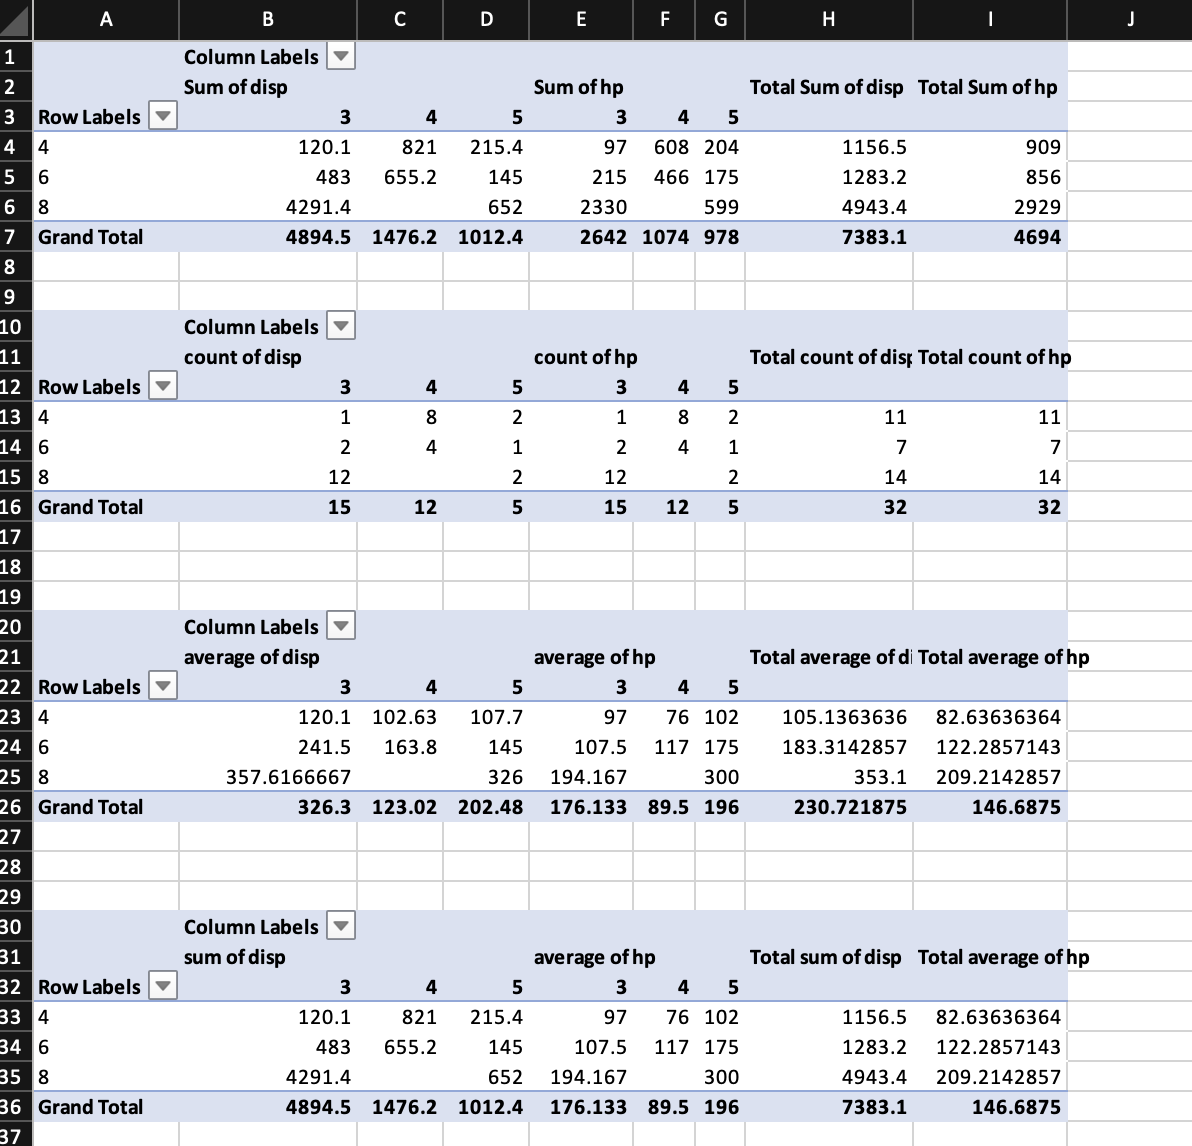 A B C D E F G H I J
1 Column Labels
2 Sum of disp Sum of hp Total Sum of disp Total Sum of hp
3 Row Labels 3 4 5 3 4 5
4 4 120.1 821 215.4 97 608 204 1156.5 909
5 6 483 655.2 145 215 466 175 1283.2 856
6 8 4291.4 652 2330 599 4943.4 2929
7 Grand Total 4894.5 1476.2 1012.4 2642 1074 978 7383.1 4694
8
9
10 Column Labels
11 count of disp count of hp Total count of disp Total count of hp
12 Row Labels 3 4 5 3 4 5
13 4 1 8 2 1 8 2 11 11
14 6 2 4 1 2 4 1 7 7
15 8 12 2 12 2 14 14
16 Grand Total 15 12 5 15 12 5 32 32
17
18
19
20 Column Labels
21 average of disp average of hp Total average of di Total average of hp
22 Row Labels 3 4 5 3 4 5
23 4 120.1 102.63 107.7 97 76 102 105.1363636 82.63636364
24 6 241.5 163.8 145 107.5 117 175 183.3142857 122.2857143
25 8 357.6166667 326 194.167 300 353.1 209.2142857
26 Grand Total 326.3 123.02 202.48 176.133 89.5 196 230.721875 146.6875
27
28
29
30 Column Labels
31 sum of disp average of hp Total sum of disp Total average of hp
32 Row Labels 3 4 5 3 4 5
33 4 120.1 821 215.4 97 76 102 1156.5 82.63636364
34 6 483 655.2 145 107.5 117 175 1283.2 122.2857143
35 8 4291.4 652 194.167 300 4943.4 209.2142857
36 Grand Total 4894.5 1476.2 1012.4 176.133 89.5 196 7383.1 146.6875
37